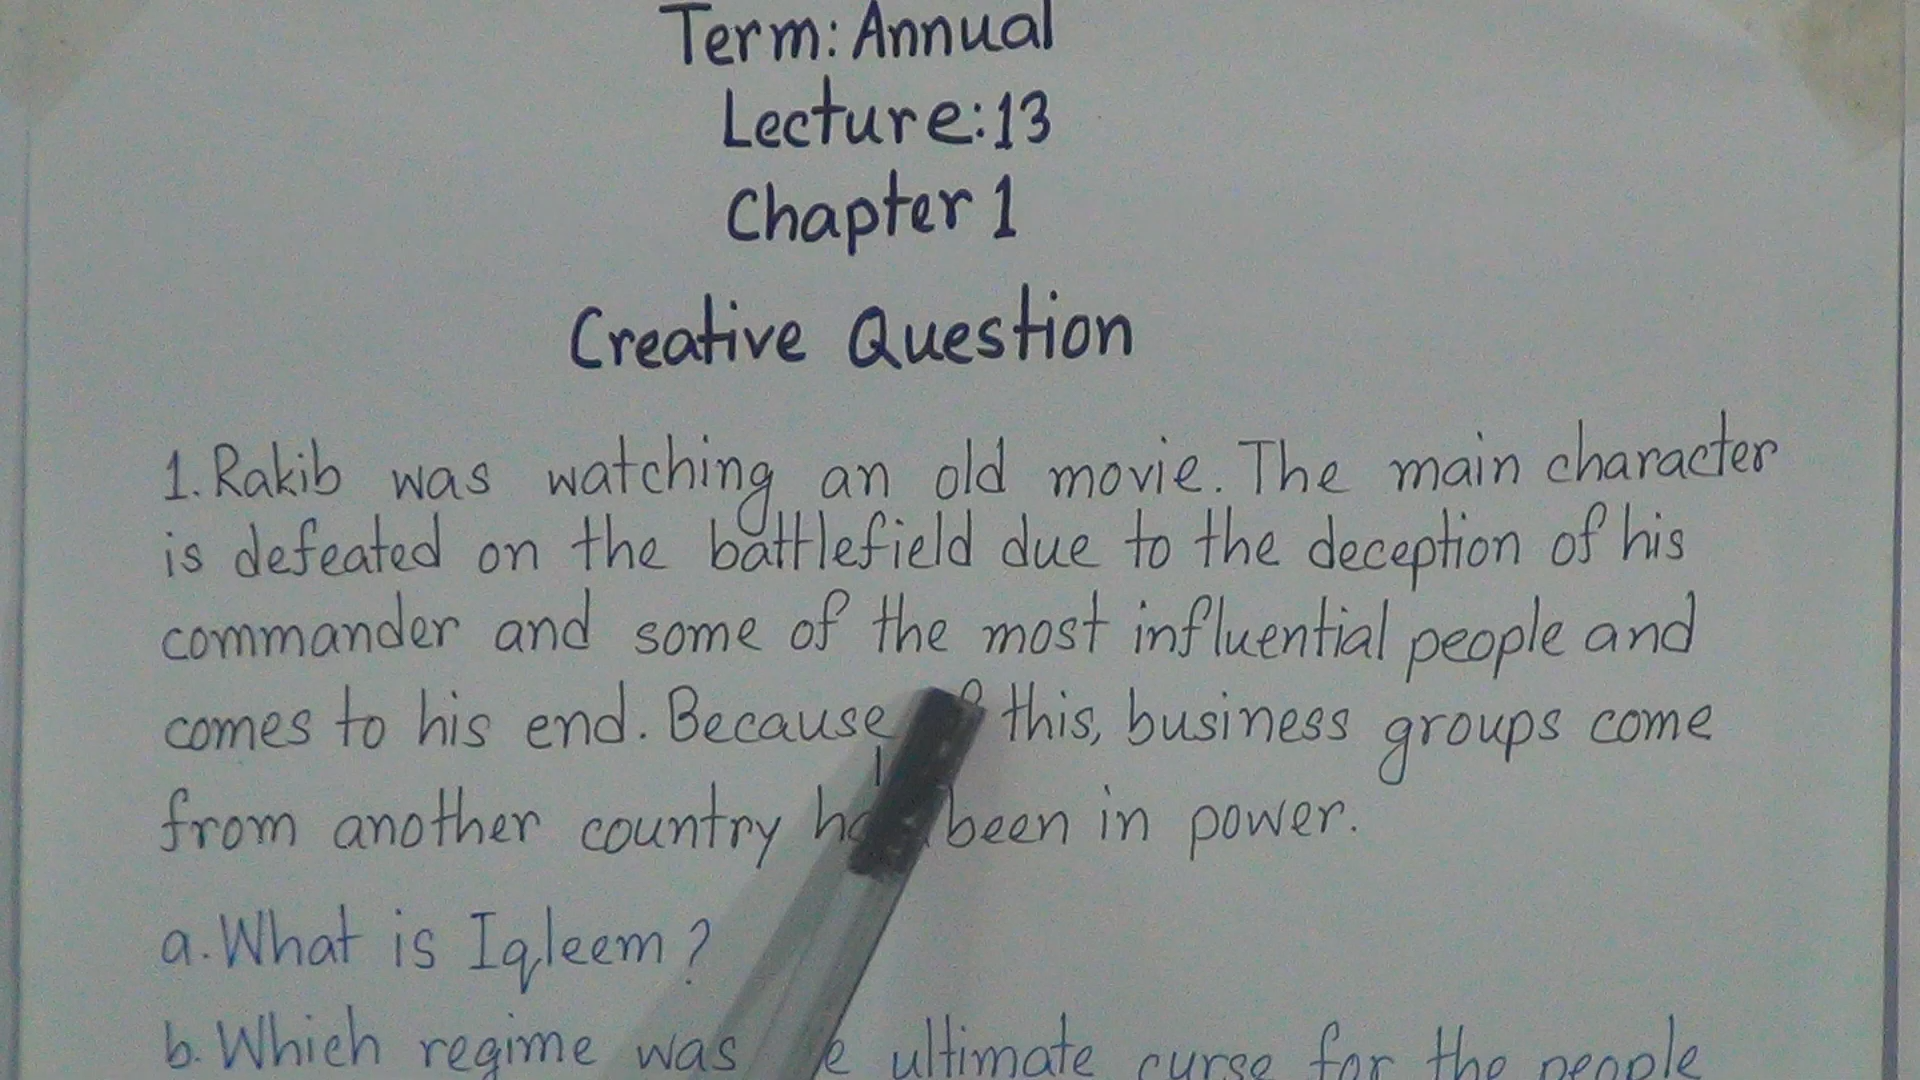 Term: Annual
Lecture:13
Chapter 1
Creative Question
1. Rakib was watching an old movie. The main character
is defeated on the battlefield due to the deception of his
commander and some of the most influential people and
comes to his end. Because this, business groups come
from another country been in power.
a. What is Iqleem?
b. Which regime was ultimate curse for the people